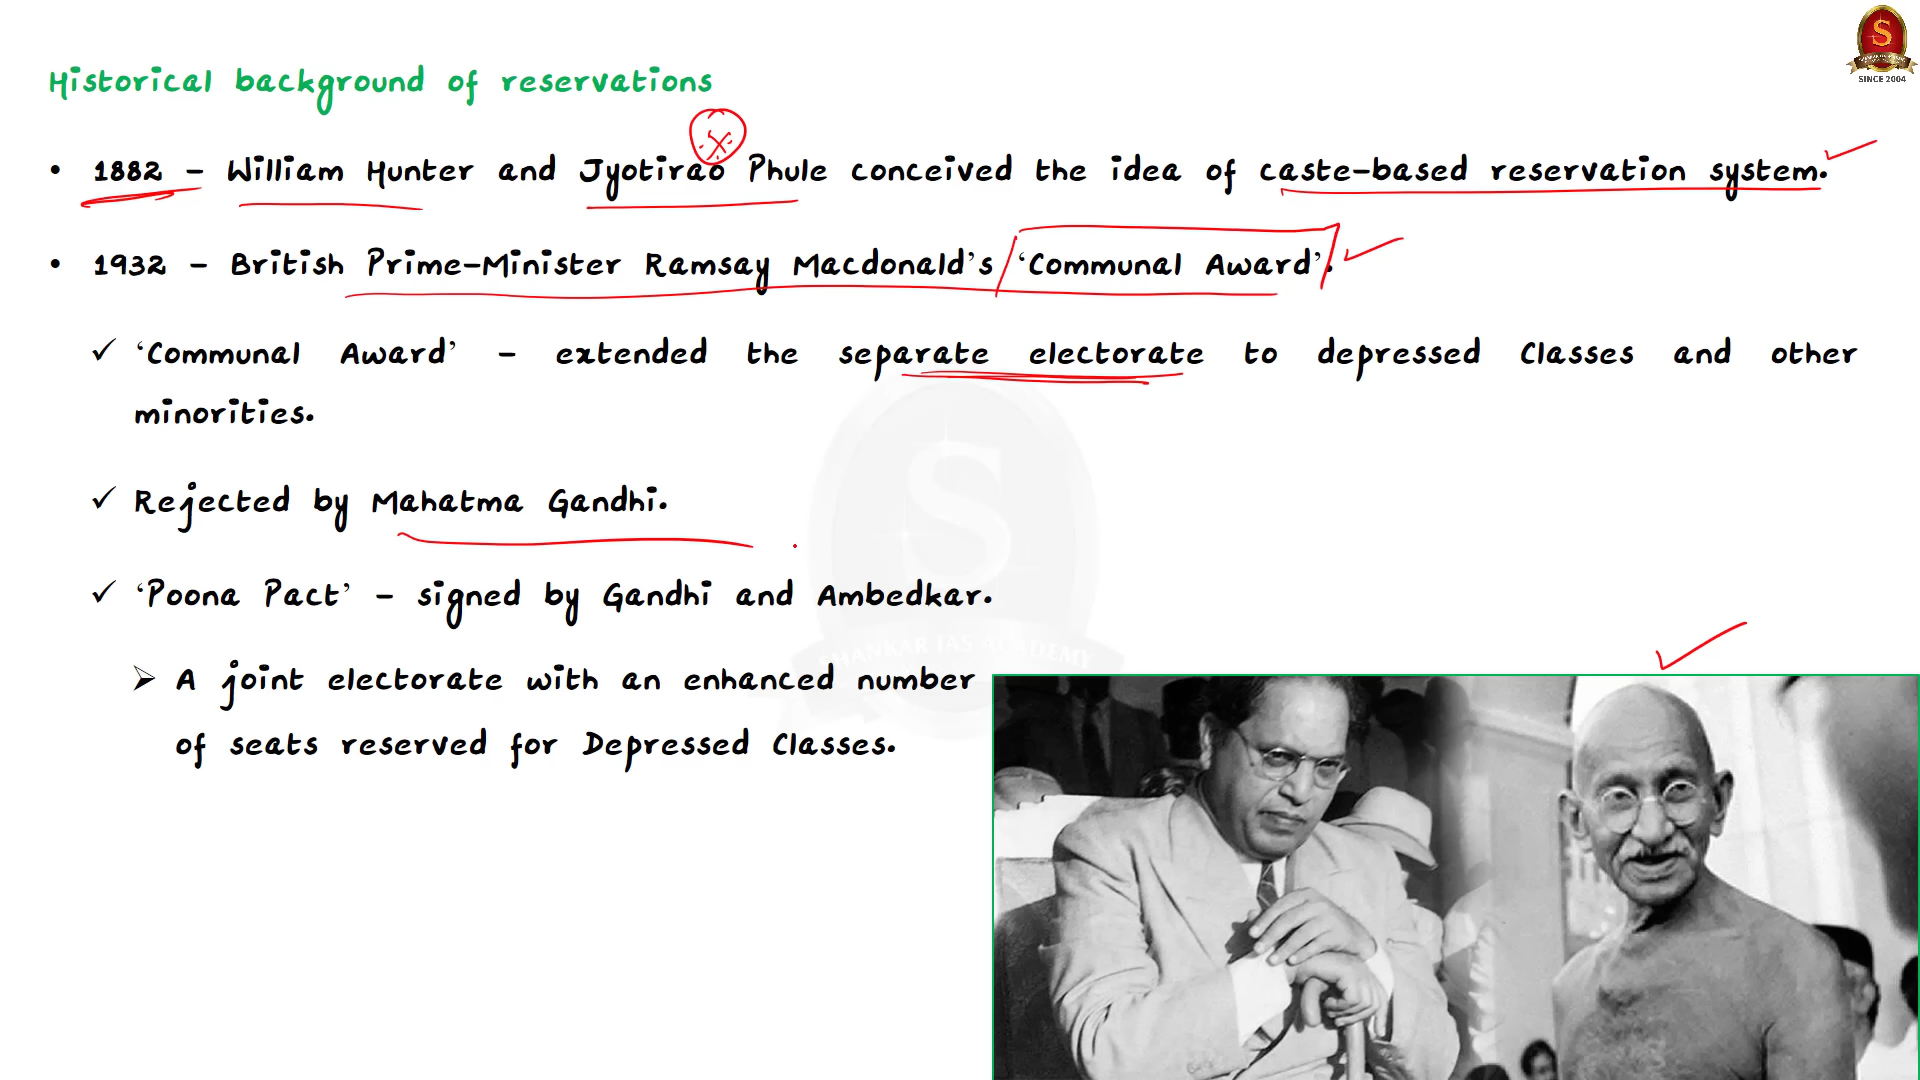 Historical background of reservations
• 1882 – William Hunter and Jyotirao Phule conceived the idea of caste-based reservation system.
• 1932 – British Prime-Minister Ramsay Macdonald’s ‘Communal Award’.
✓ ‘Communal Award’ – extended the separate electorate to depressed Classes and other
minorities.
✓ Rejected by Mahatma Gandhi.
✓ ‘Poona Pact’ – signed by Gandhi and Ambedkar.
➢ A joint electorate with an enhanced number
of seats reserved for Depressed Classes.
S
SINCE 2004
S
SHANKAR IAS ACADEMY